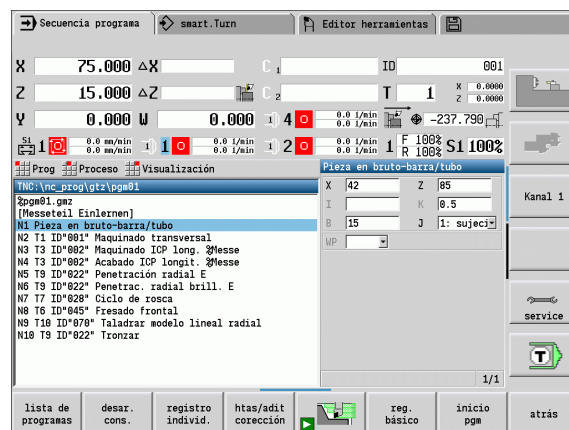 Secuencia programa smart.Turn Editor herramientas
X 75.000 △X C 1 ID 001
Z 15.000 △Z C 2 T 1 X 0.0000 Z 0.0000
Y 0.000 W 0.000 4 0 0.0 1/min 0.0 1/min -237.790
S1 1 0.0 mm/min 0.0 mm/min 1) 1 0 0.0 1/min 0.0 1/min 2 0 0.0 1/min 0.0 1/min 1 F 100% R 100% S1 100%
Prog Proceso Visualización
TNC:\nc_prog\gtz\pgm01
%pgm01.gmz
[Messeteil Einlernen]
N1 Pieza en bruto-barra/tubo
N2 T1 ID"001" Maquinado transversal
N3 T3 ID"002" Maquinado ICP long. %Messe
N4 T3 ID"002" Acabado ICP longit. %Messe
N5 T9 ID"022" Penetración radial E
N6 T9 ID"022" Penetrac. radial brill. E
N7 T7 ID"028" Ciclo de rosca
N8 T6 ID"045" Fresado frontal
N9 T10 ID"070" Taladrar modelo lineal radial
N10 T9 ID"022" Tronzar
Pieza en bruto-barra/tubo
X 42 Z 85
I K 0.5
B 15 J 1: sujeci
WP
1/1
Kanal 1
service
T
lista de programas
desar. cons.
registro individ.
htas/adit corección
reg. básico
inicio pgm
atrás